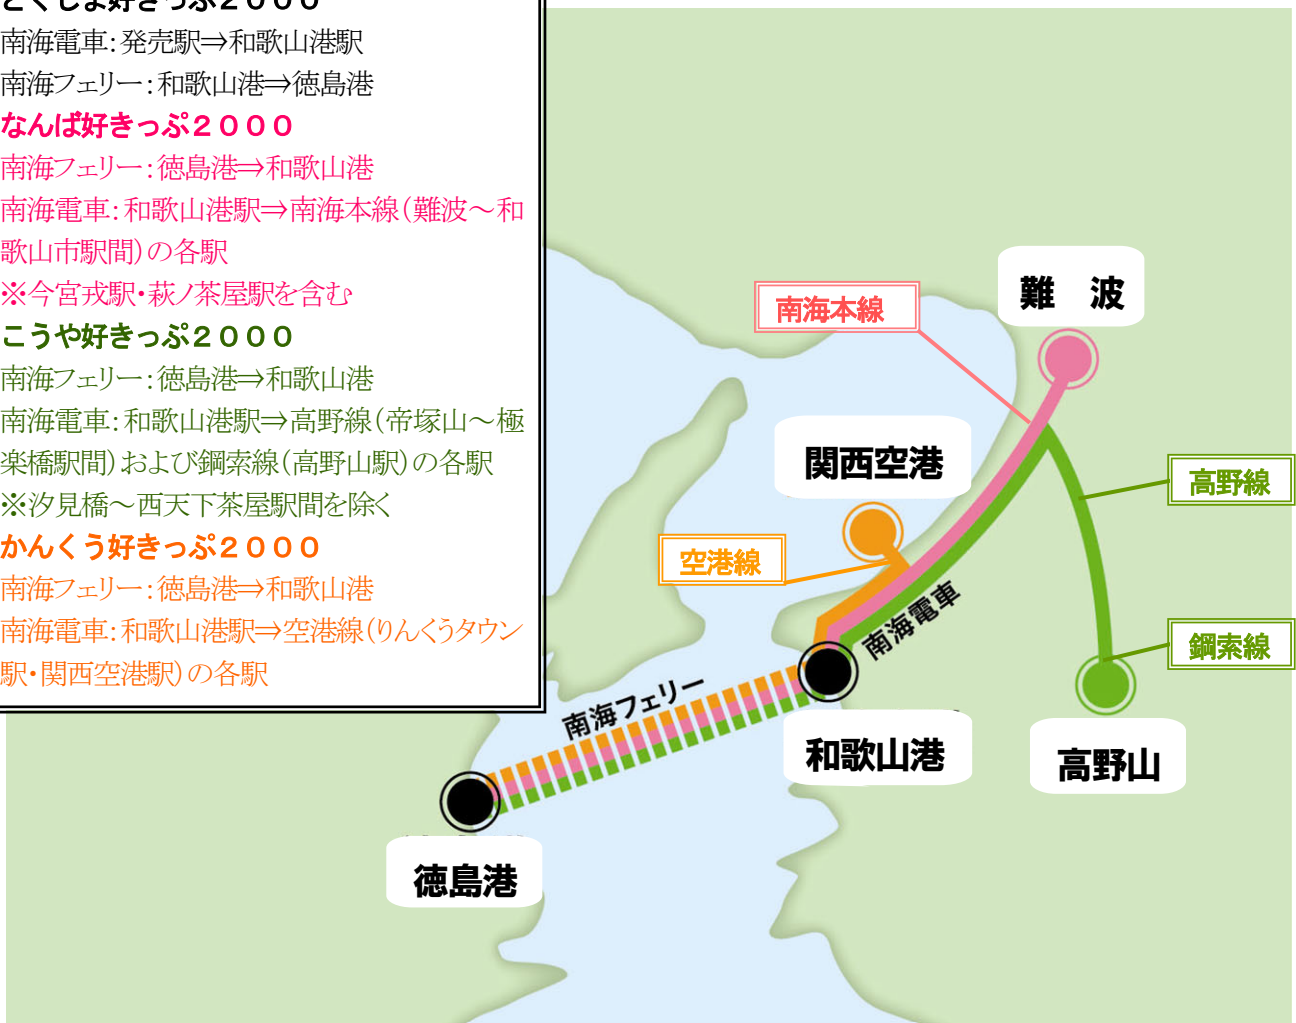 とくしま好きっぷ２０００
南海電車：発売駅⇒和歌山港駅
南海フェリー：和歌山港⇒徳島港
なんば好きっぷ２０００
南海フェリー：徳島港⇒和歌山港
南海電車：和歌山港駅⇒南海本線（難波～和
歌山市駅間）の各駅
※今宮戎駅・萩ノ茶屋駅を含む
こうや好きっぷ２０００
南海フェリー：徳島港⇒和歌山港
南海電車：和歌山港駅⇒高野線（帝塚山～極
楽橋駅間）および鋼索線（高野山駅）の各駅
※汐見橋～西天下茶屋駅間を除く
かんくう好きっぷ２０００
南海フェリー：徳島港⇒和歌山港
南海電車：和歌山港駅⇒空港線（りんくうタウン
駅・関西空港駅）の各駅
難　波
南海本線
関西空港
高野線
空港線
南海電車
鋼索線
南海フェリー
和歌山港
高野山
徳島港